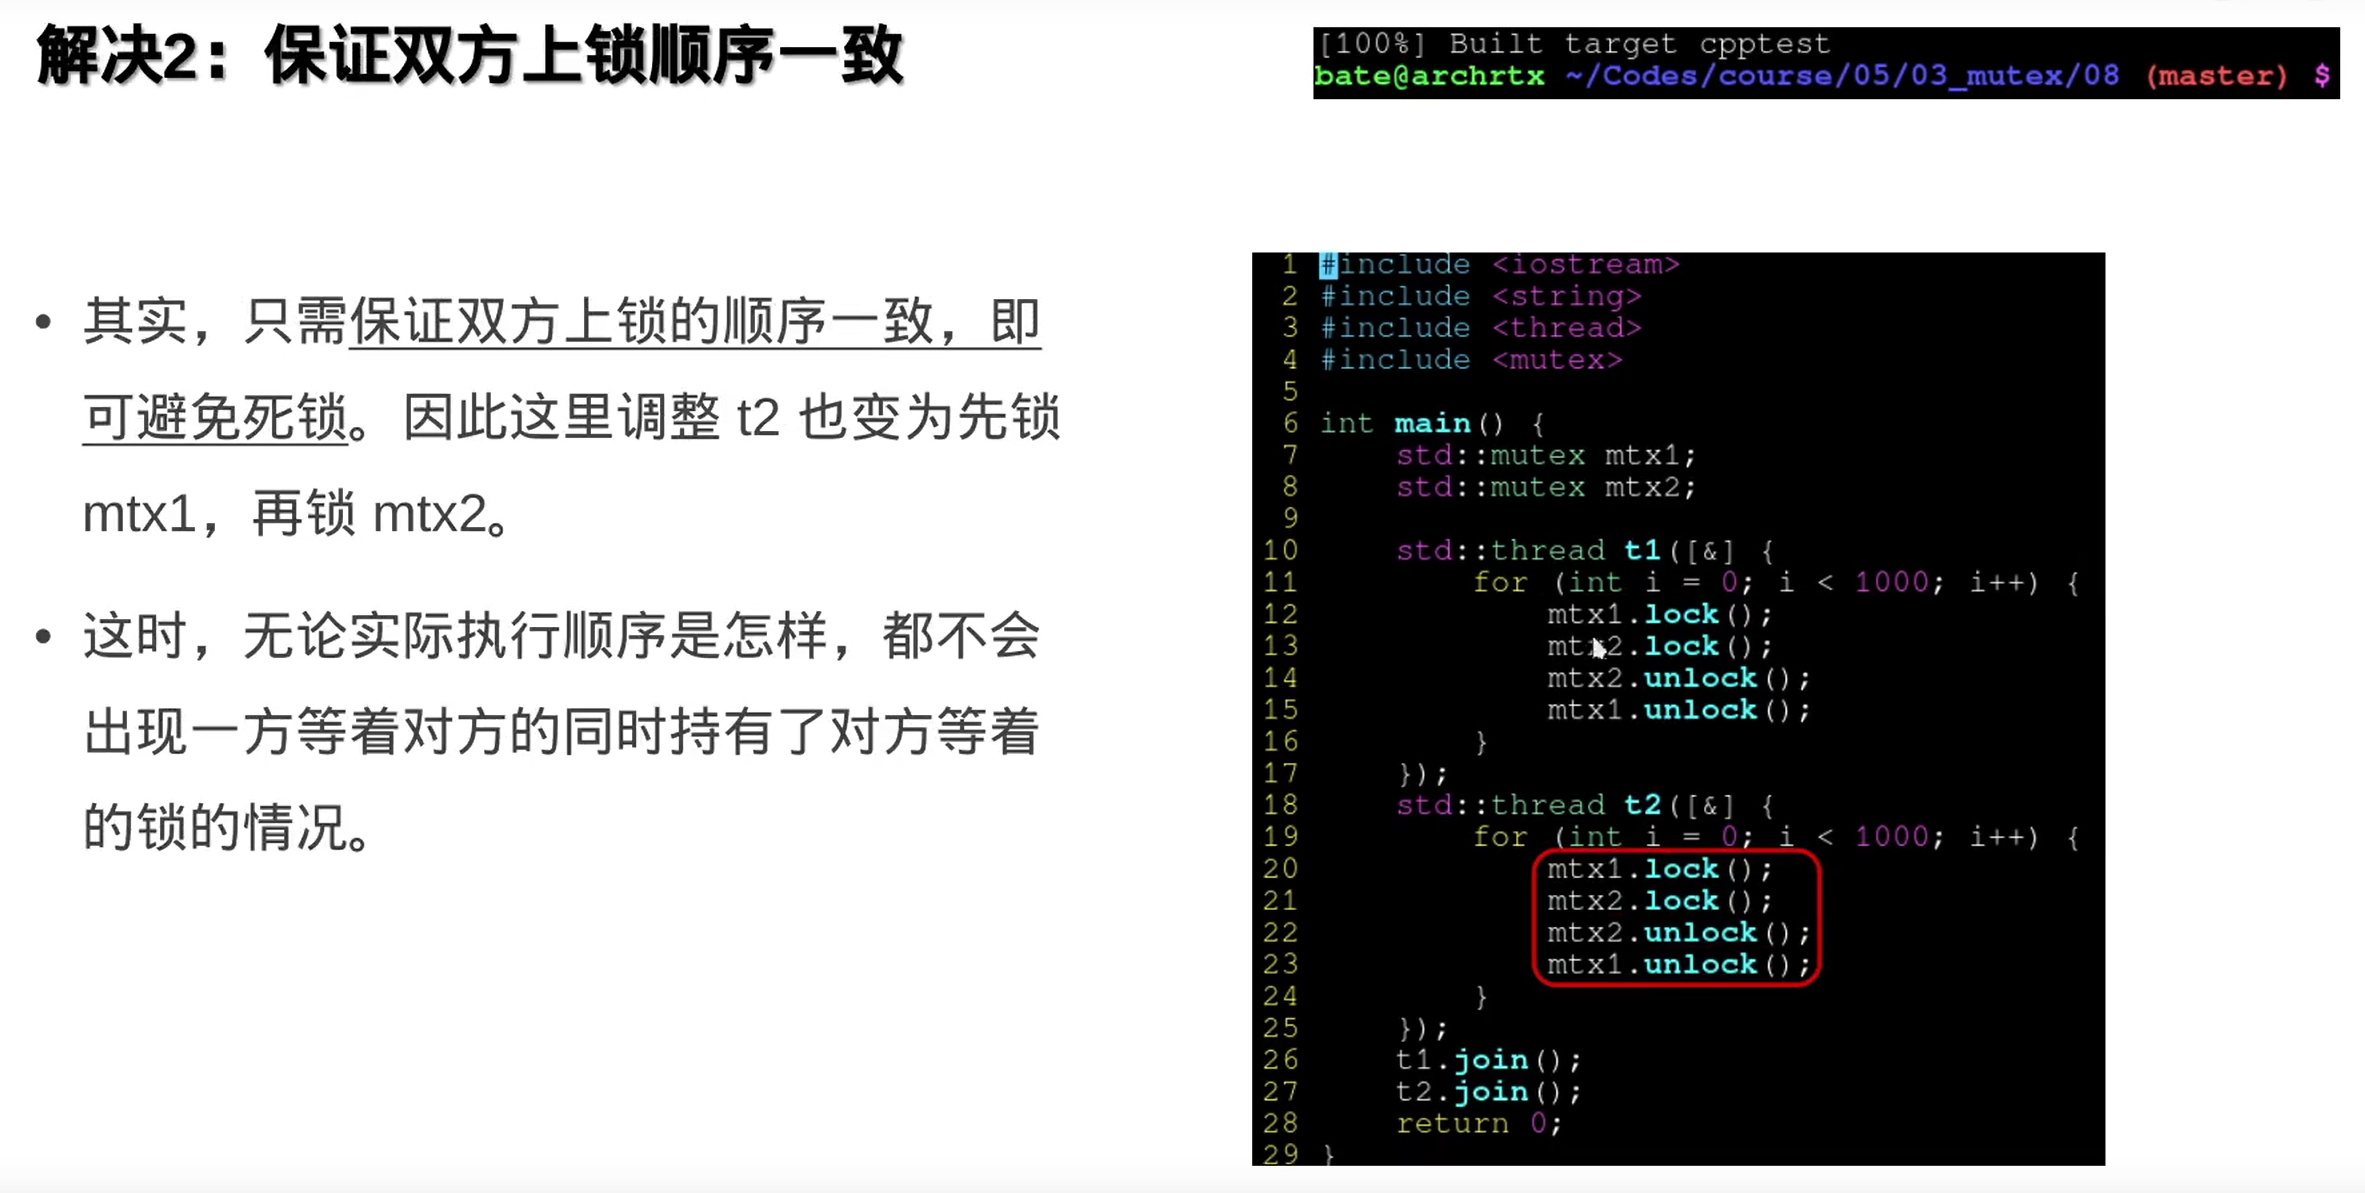 解决2：保证双方上锁顺序一致
[100%] Built target cpptest
bate@archrtx ~/Codes/course/05/03_mutex/08 (master) $
• 其实，只需保证双方上锁的顺序一致，即
可避免死锁。因此这里调整 t2 也变为先锁
mtx1，再锁 mtx2。
• 这时，无论实际执行顺序是怎样，都不会
出现一方等着对方的同时持有了对方等着
的锁的情况。
1 #include <iostream>
2 #include <string>
3 #include <thread>
4 #include <mutex>
5
6 int main() {
7     std::mutex mtx1;
8     std::mutex mtx2;
9
10     std::thread t1([&] {
11         for (int i = 0; i < 1000; i++) {
12             mtx1.lock();
13             mtx2.lock();
14             mtx2.unlock();
15             mtx1.unlock();
16         }
17     });
18     std::thread t2([&] {
19         for (int i = 0; i < 1000; i++) {
20             mtx1.lock();
21             mtx2.lock();
22             mtx2.unlock();
23             mtx1.unlock();
24         }
25     });
26     t1.join();
27     t2.join();
28     return 0;
29 }